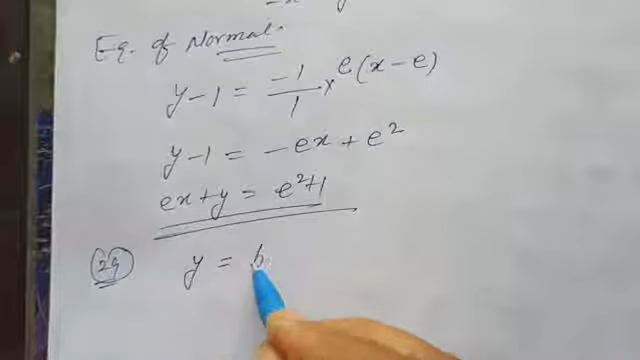 Eq. of Normal.
y-1 = -1/1 × e(x-e)
y-1 = -ex + e²
ex+y = e²+1
(29) y = b